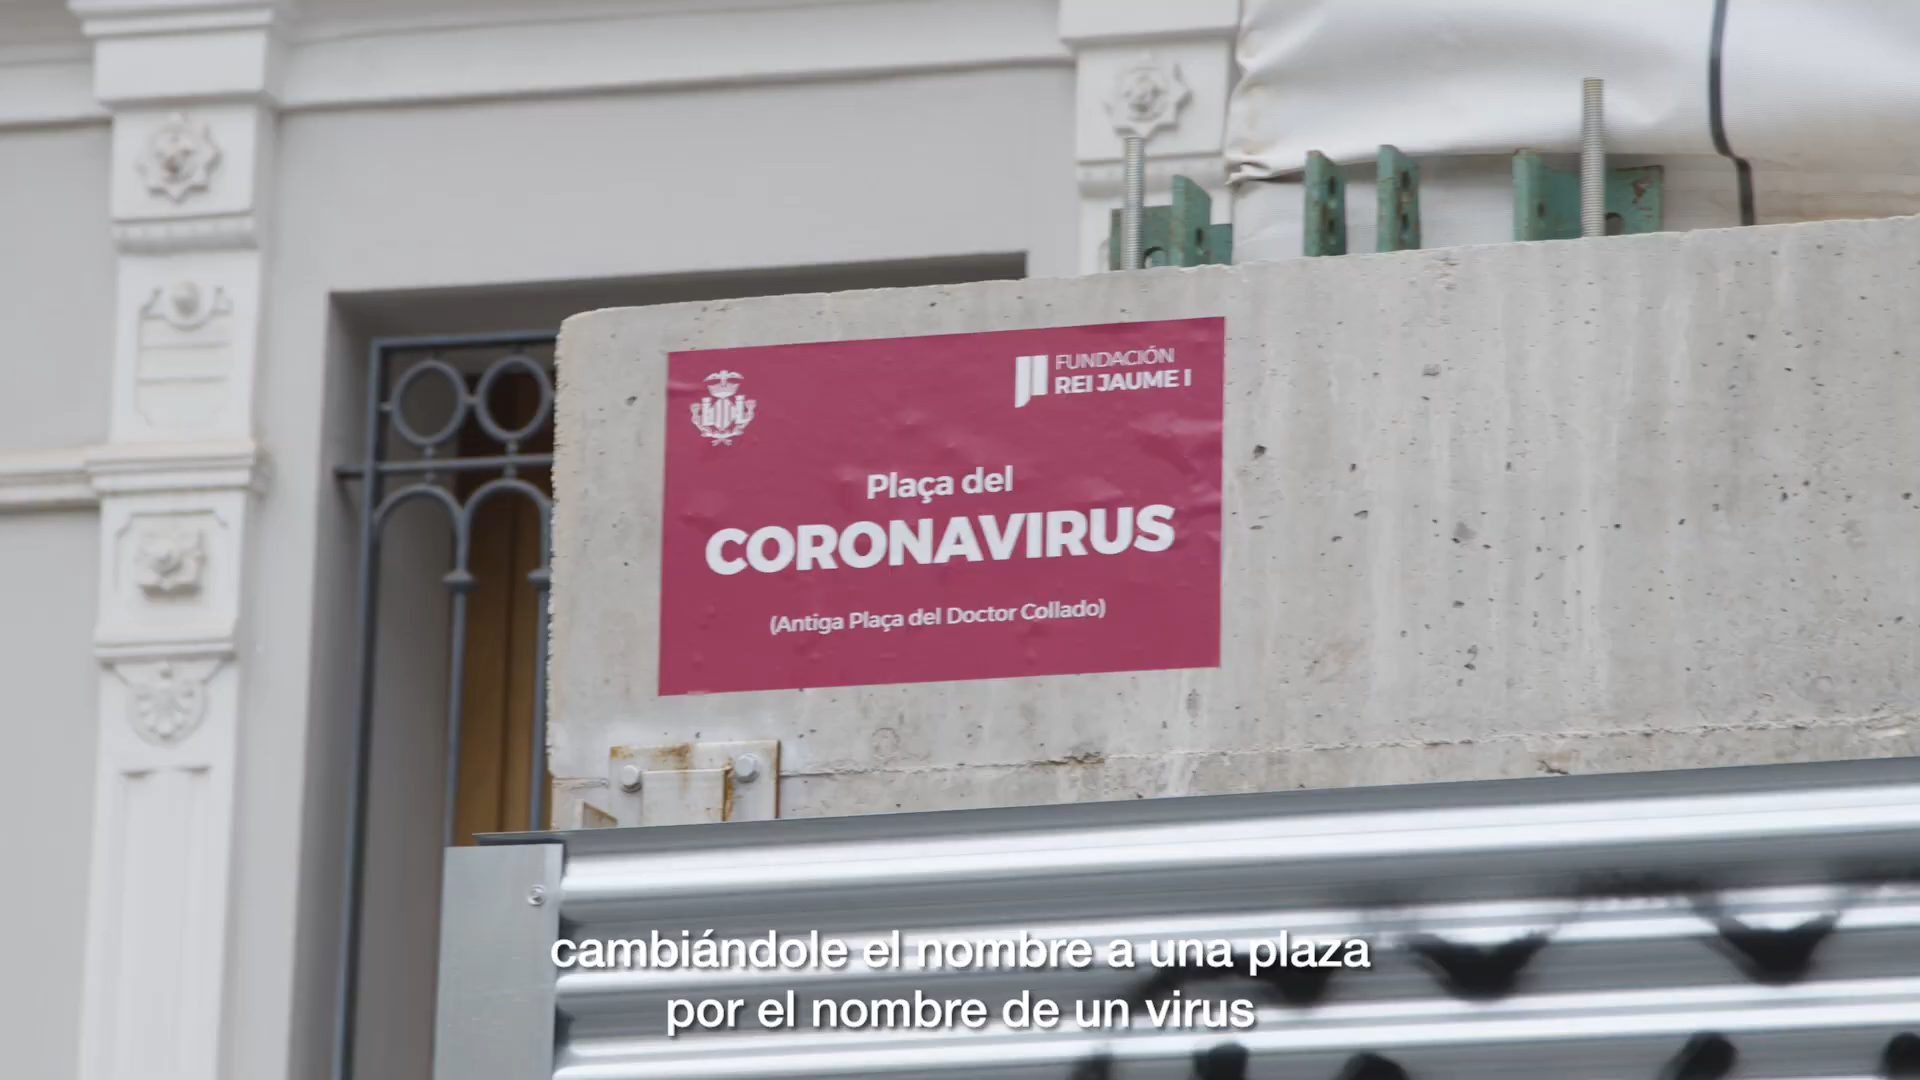 FUNDACIÓN
REI JAUME I
Plaça del
CORONAVIRUS
(Antiga Plaça del Doctor Collado)
cambiándole el nombre a una plaza
por el nombre de un virus